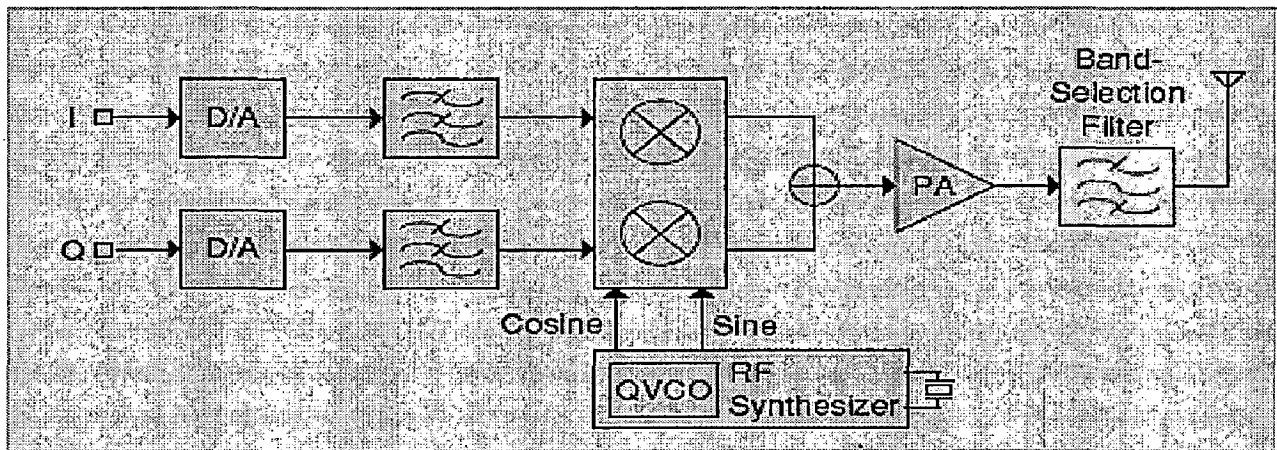 Band-
Selection
Filter
I
D/A
PA
Q
D/A
Cosine
Sine
QVCO
RF
Synthesizer